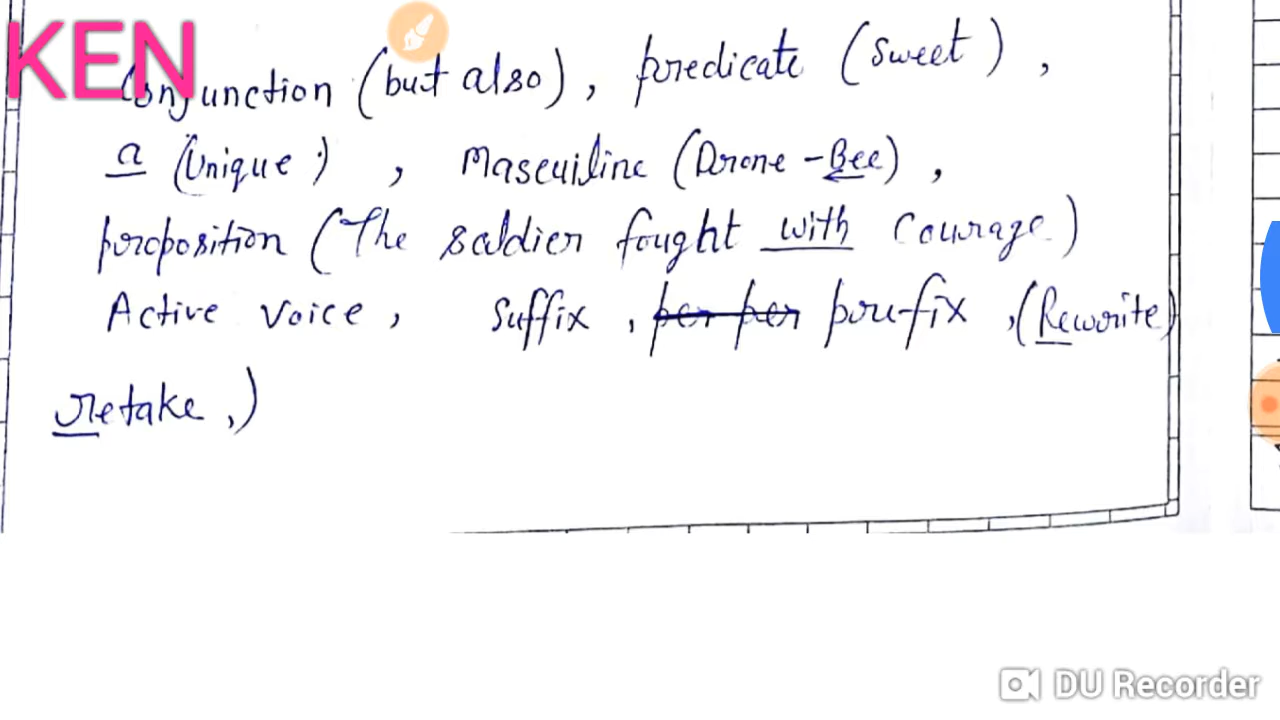 KEN
Conjunction (but also), predicate (sweet),
a (Unique), Masculine (Drone - Bee),
preposition (The soldier fought with courage)
Active voice, suffix, per per prefix, (Rewrite)
retake,)
DU Recorder